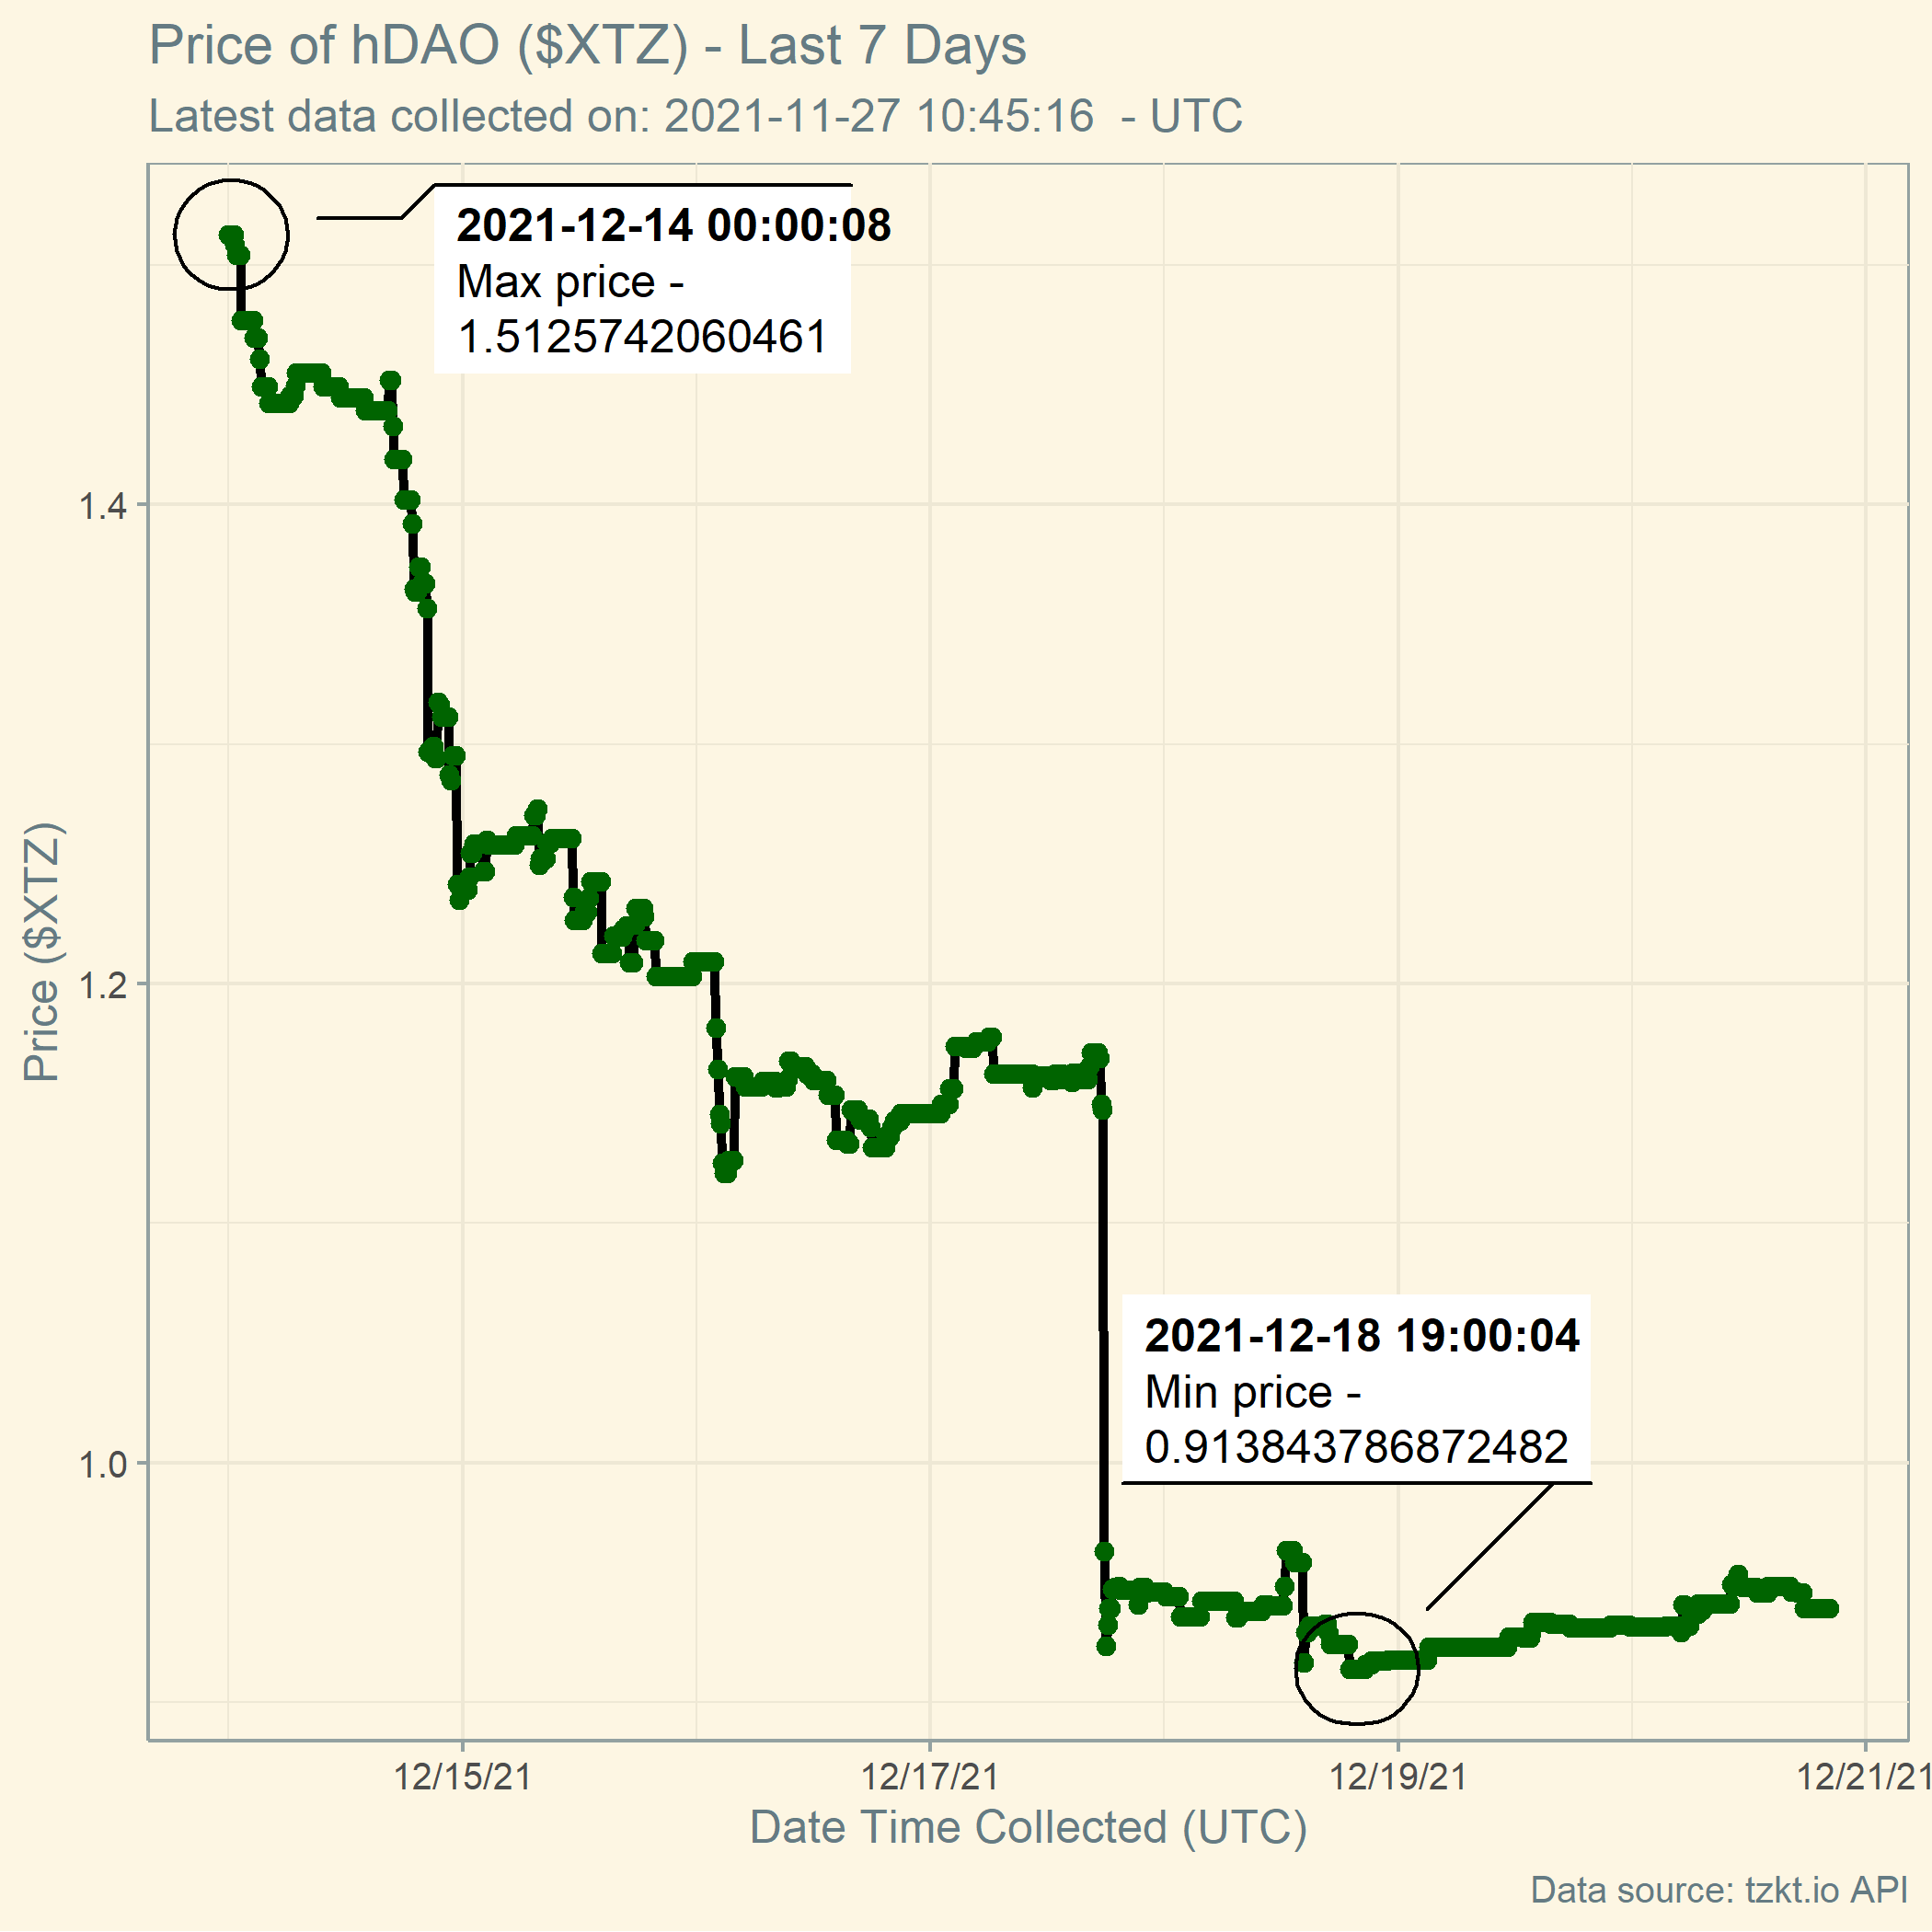 Price of hDAO ($XTZ) - Last 7 Days
Latest data collected on: 2021-11-27 10:45:16  - UTC
2021-12-14 00:00:08
Max price -
1.5125742060461
1.4
1.2
1.0
Price ($XTZ)
2021-12-18 19:00:04
Min price -
0.913843786872482
12/15/21
12/17/21
12/19/21
12/21/21
Date Time Collected (UTC)
Data source: tzkt.io API